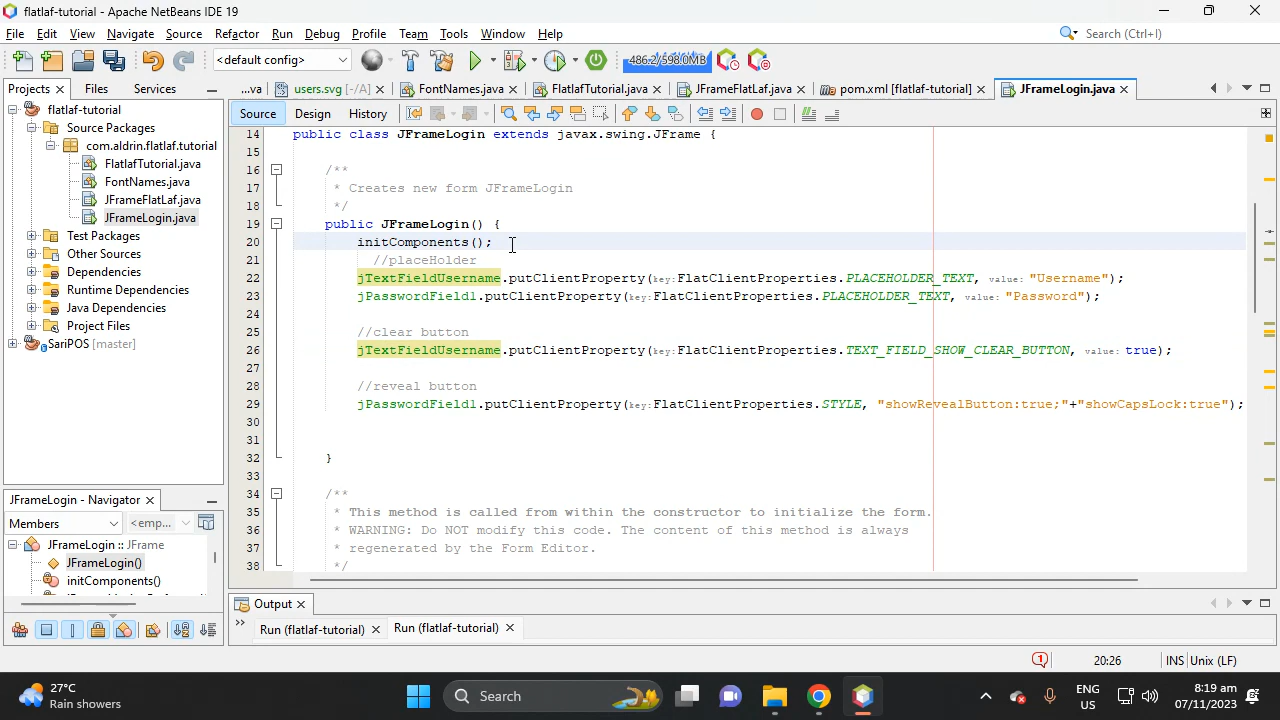 flatlaf-tutorial - Apache NetBeans IDE 19
File Edit View Navigate Source Refactor Run Debug Profile Team Tools Window Help
Search (Ctrl+I)
<default config>
486.2/598.0MB
Projects Files Services
...va users.svg [-/A] FontNames.java FlatlafTutorial.java JFrameFlatLaf.java pom.xml [flatlaf-tutorial] JFrameLogin.java
Source Design History
flatlaf-tutorial
Source Packages
com.aldrin.flatlaf.tutorial
FlatlafTutorial.java
FontNames.java
JFrameFlatLaf.java
JFrameLogin.java
Test Packages
Other Sources
Dependencies
Runtime Dependencies
Java Dependencies
Project Files
SariPOS [master]
14 public class JFrameLogin extends javax.swing.JFrame {
15
16 /**
17 * Creates new form JFrameLogin
18 */
19 public JFrameLogin() {
20 initComponents();
21 //placeHolder
22 jTextFieldUsername.putClientProperty(key:FlatClientProperties.PLACEHOLDER_TEXT, value:"Username");
23 jPasswordField1.putClientProperty(key:FlatClientProperties.PLACEHOLDER_TEXT, value:"Password");
24
25 //clear button
26 jTextFieldUsername.putClientProperty(key:FlatClientProperties.TEXT_FIELD_SHOW_CLEAR_BUTTON, value:true);
27
28 //reveal button
29 jPasswordField1.putClientProperty(key:FlatClientProperties.STYLE, "showRevealButton:true;"+"showCapsLock:true");
30
31
32 }
33
34 /**
35 * This method is called from within the constructor to initialize the form.
36 * WARNING: Do NOT modify this code. The content of this method is always
37 * regenerated by the Form Editor.
38 */
JFrameLogin - Navigator
Members <emp...
JFrameLogin :: JFrame
JFrameLogin()
initComponents()
Output
Run (flatlaf-tutorial) Run (flatlaf-tutorial)
1 20:26 INS Unix (LF)
27°C
Rain showers
Search
ENG
US
8:19 am
07/11/2023